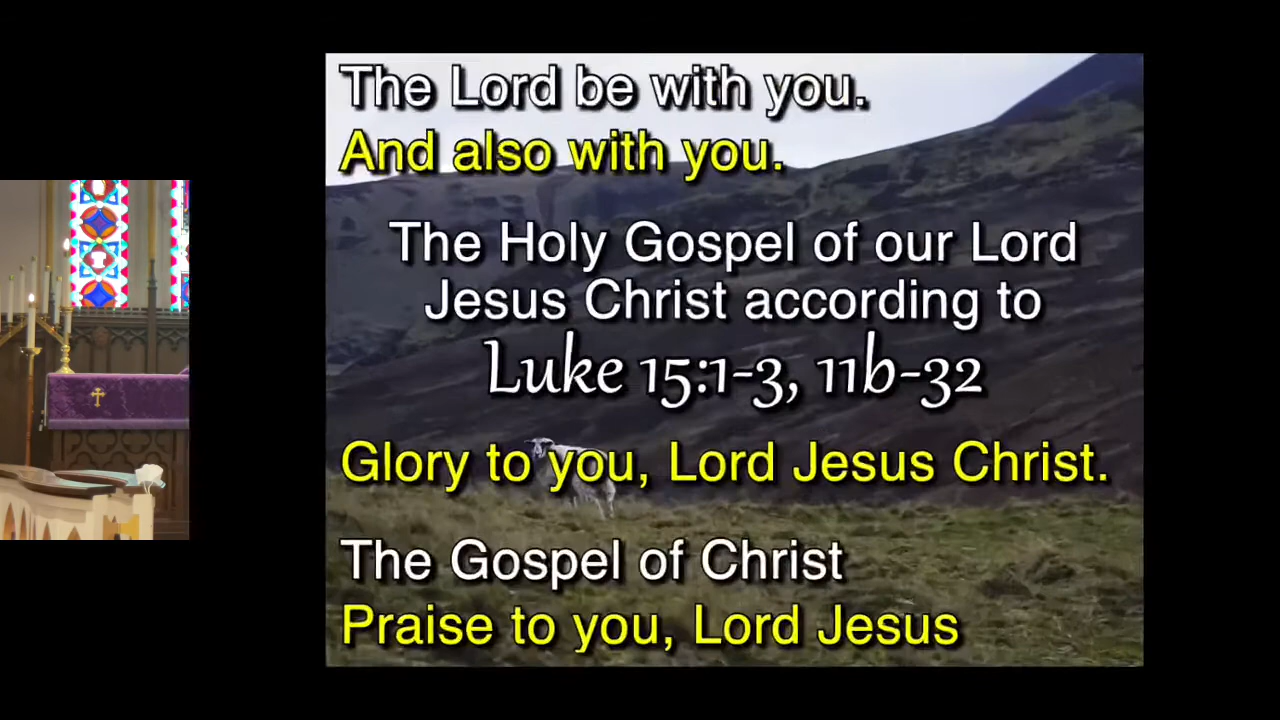 The Lord be with you.
And also with you.
The Holy Gospel of our Lord
Jesus Christ according to
Luke 15:1-3, 11b-32
Glory to you, Lord Jesus Christ.
The Gospel of Christ
Praise to you, Lord Jesus